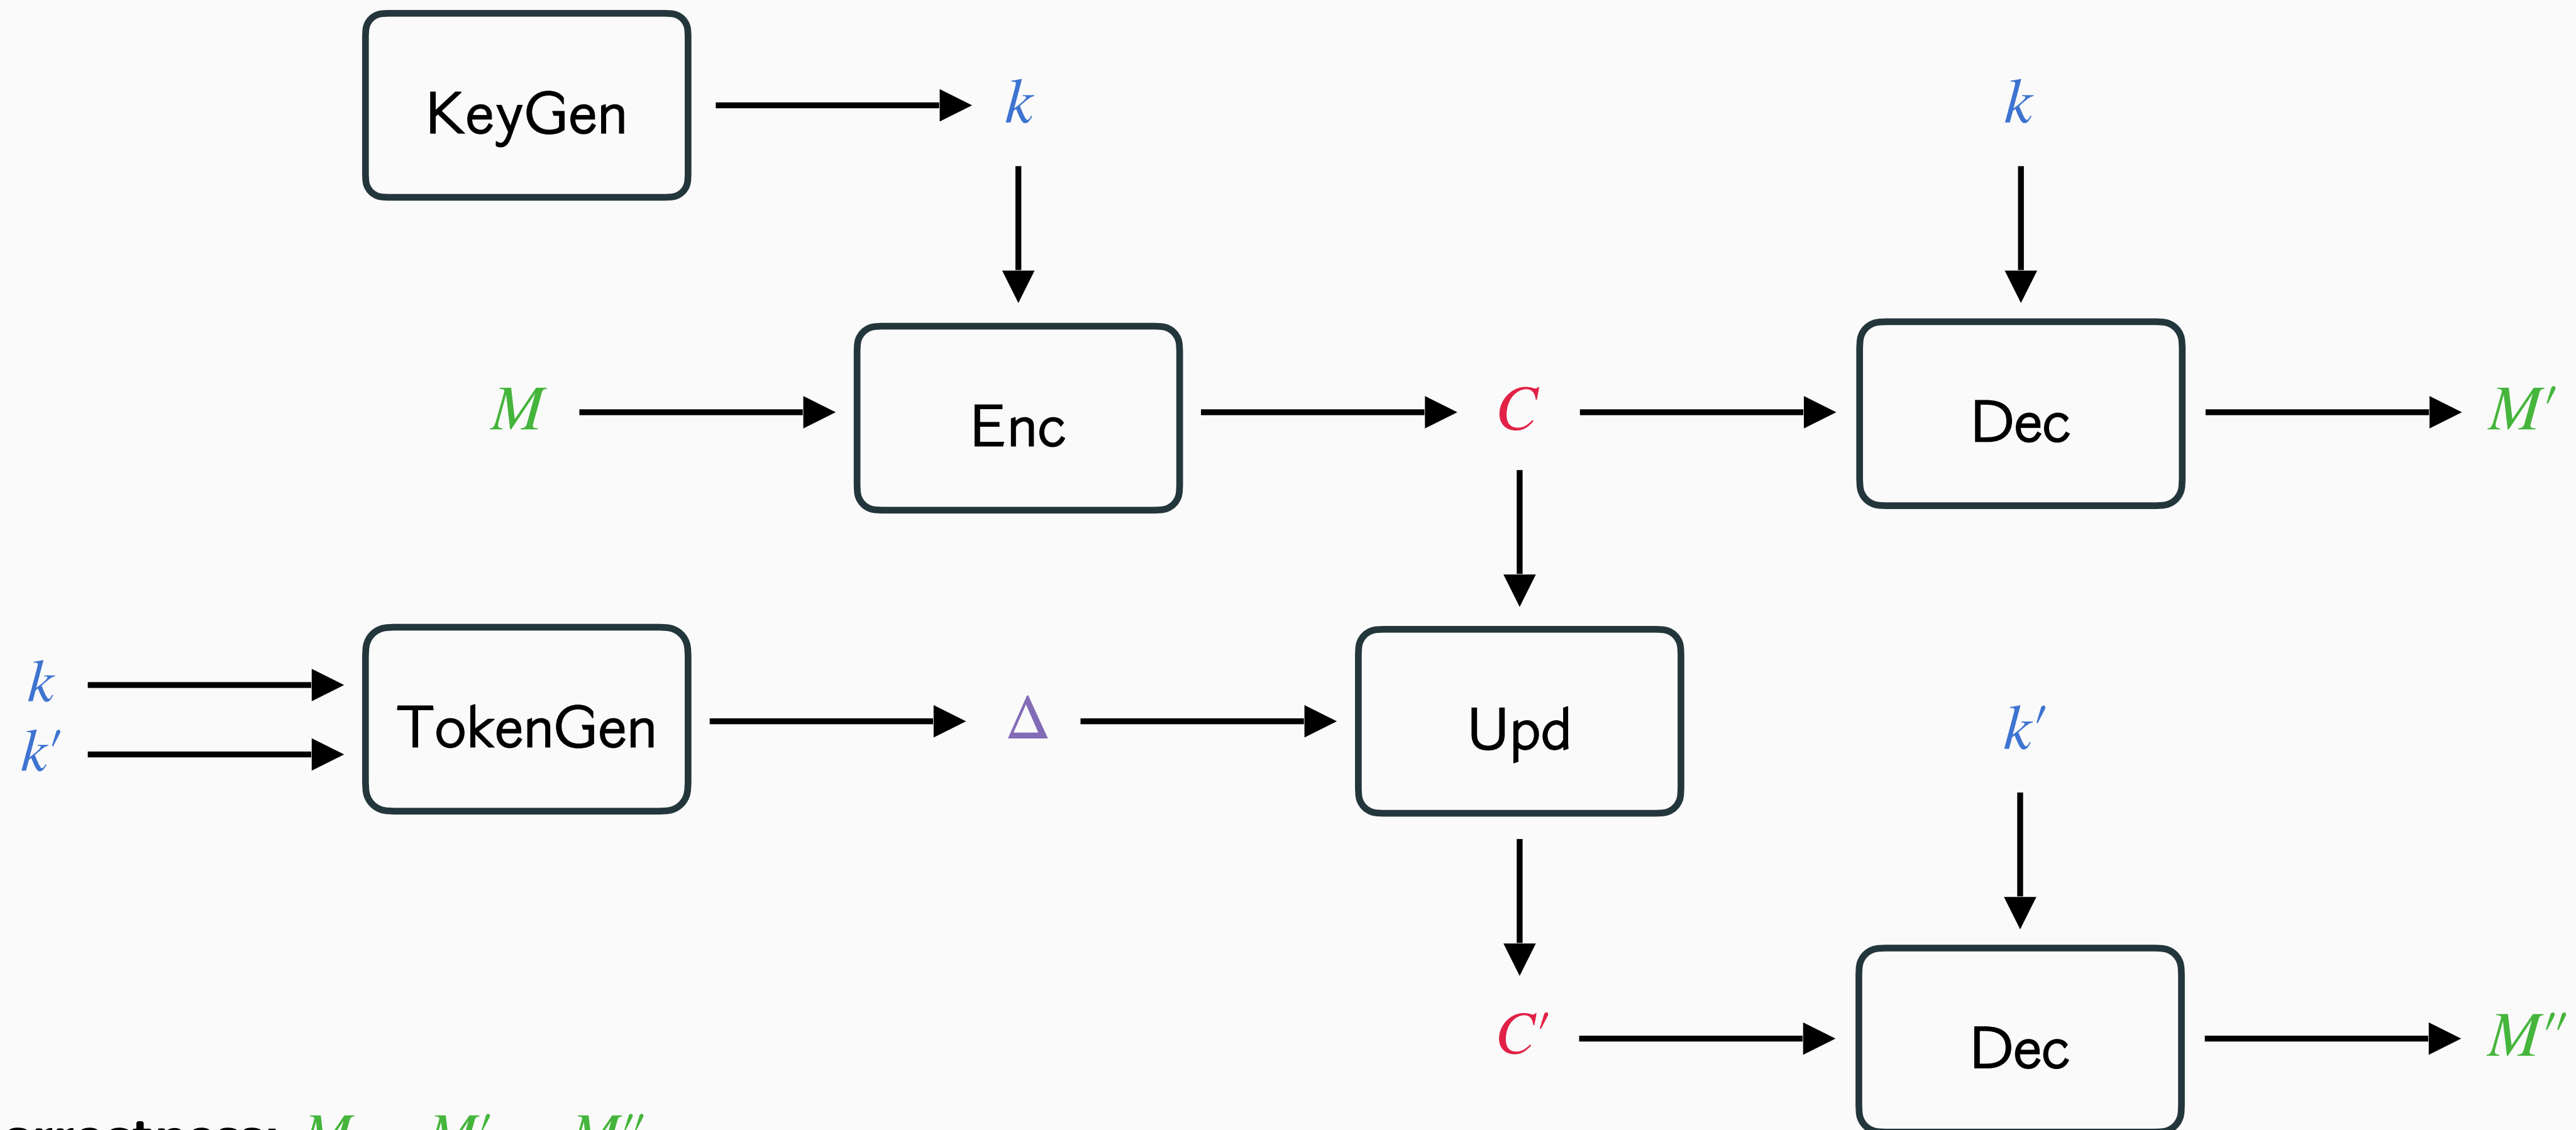 KeyGen k k
M Enc C Dec M′
k
k′ TokenGen Δ Upd k′
C′ Dec M″
M M′ M″